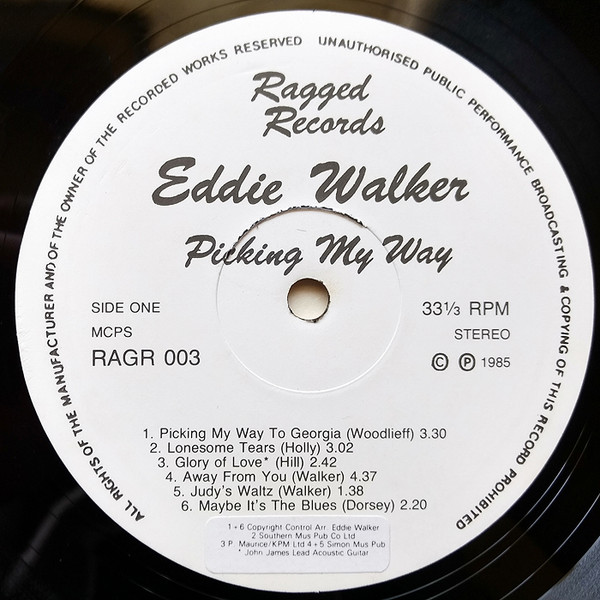 ALL RIGHTS OF THE MANUFACTURER AND OF THE OWNER OF THE RECORDED WORKS RESERVED UNAUTHORISED PUBLIC PERFORMANCE BROADCASTING & COPYING OF THIS RECORD PROHIBITED
Ragged
Records
Eddie Walker
Picking My Way
SIDE ONE
MCPS
RAGR 003
33⅓ RPM
STEREO
© ℗ 1985
1. Picking My Way To Georgia (Woodlieff) 3.30
2. Lonesome Tears (Holly) 3.02
3. Glory of Love* (Hill) 2.42
4. Away From You (Walker) 4.37
5. Judy's Waltz (Walker) 1.38
6. Maybe It's The Blues (Dorsey) 2.20
1+6 Copyright Control Arr. Eddie Walker
2 Southern Mus Pub Co Ltd
3 P. Maurice/KPM Ltd 4+5 Simon Mus Pub
* John James Lead Acoustic Guitar